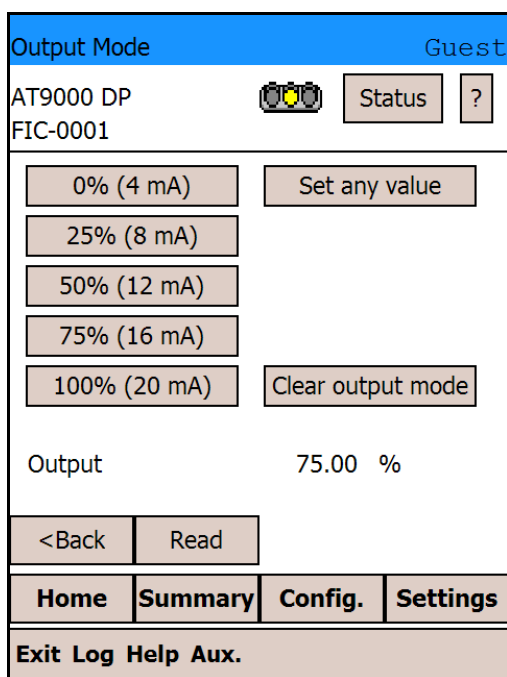 Output Mode Guest
AT9000 DP Status ?
FIC-0001
0% (4 mA) Set any value
25% (8 mA)
50% (12 mA)
75% (16 mA)
100% (20 mA) Clear output mode
Output 75.00 %
<Back Read
Home Summary Config. Settings
Exit Log Help Aux.